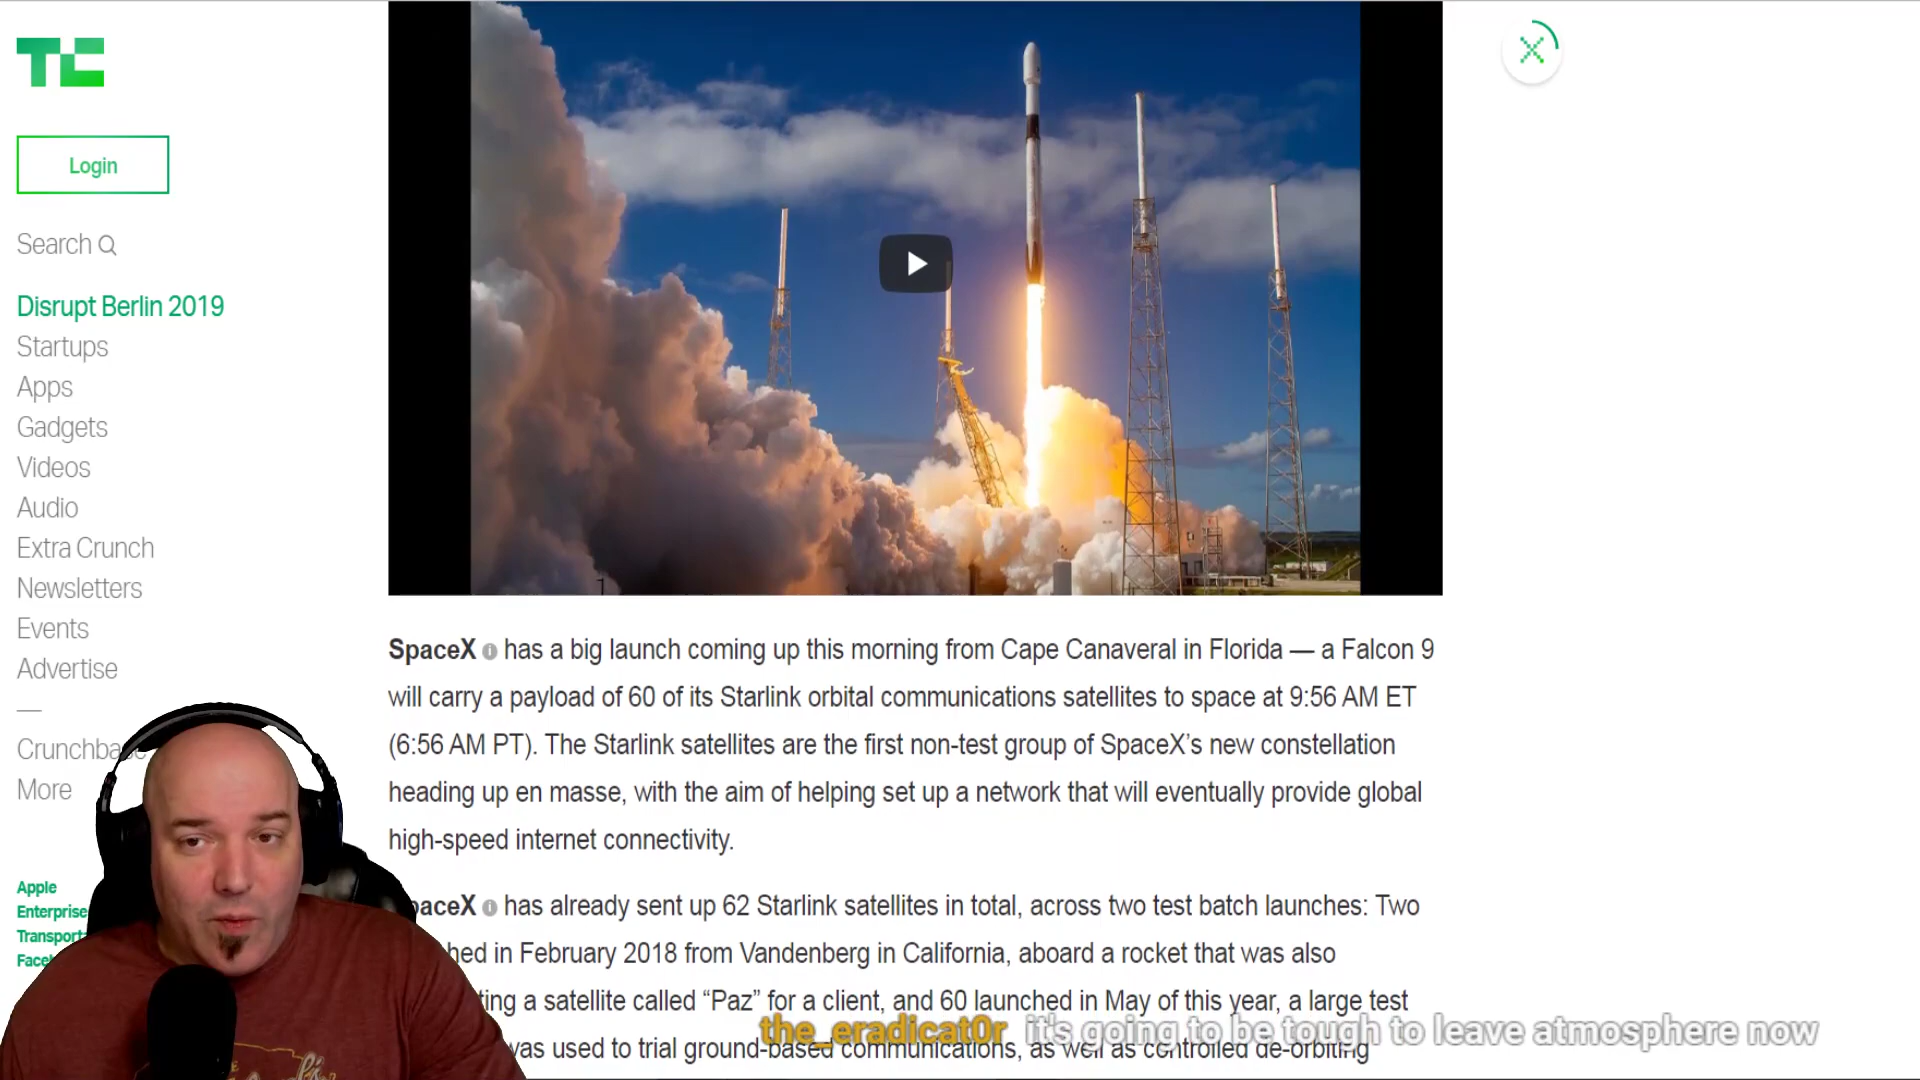 TC
Login
Search
Disrupt Berlin 2019
Startups
Apps
Gadgets
Videos
Audio
Extra Crunch
Newsletters
Events
Advertise
—
Crunchba
More
Apple
Enterprise
Transport
SpaceX has a big launch coming up this morning from Cape Canaveral in Florida — a Falcon 9
will carry a payload of 60 of its Starlink orbital communications satellites to space at 9:56 AM ET
(6:56 AM PT). The Starlink satellites are the first non-test group of SpaceX’s new constellation
heading up en masse, with the aim of helping set up a network that will eventually provide global
high-speed internet connectivity.
paceX has already sent up 62 Starlink satellites in total, across two test batch launches: Two
hed in February 2018 from Vandenberg in California, aboard a rocket that was also
ting a satellite called “Paz” for a client, and 60 launched in May of this year, a large test
the_eradicat0r it's going to be tough to leave atmosphere now
was used to trial ground-based communications, as well as controlled de-orbiting